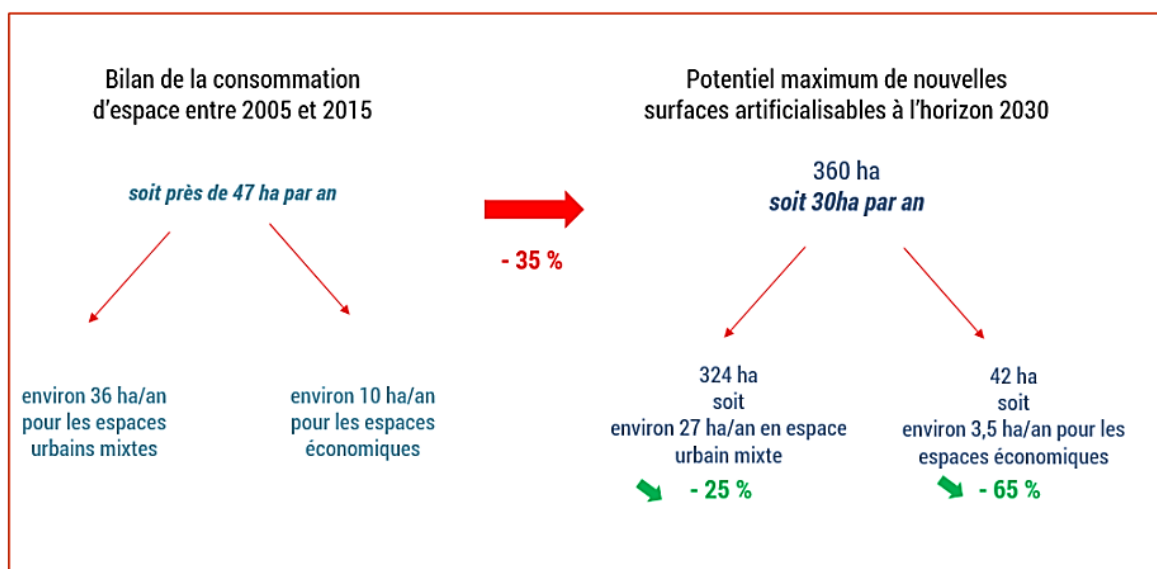 Bilan de la consommation
d'espace entre 2005 et 2015
soit près de 47 ha par an
environ 36 ha/an
pour les espaces
urbains mixtes
environ 10 ha/an
pour les espaces
économiques
- 35 %
Potentiel maximum de nouvelles
surfaces artificialisables à l'horizon 2030
360 ha
soit 30ha par an
324 ha
soit
environ 27 ha/an en espace
urbain mixte
- 25 %
42 ha
soit
environ 3,5 ha/an pour les
espaces économiques
- 65 %